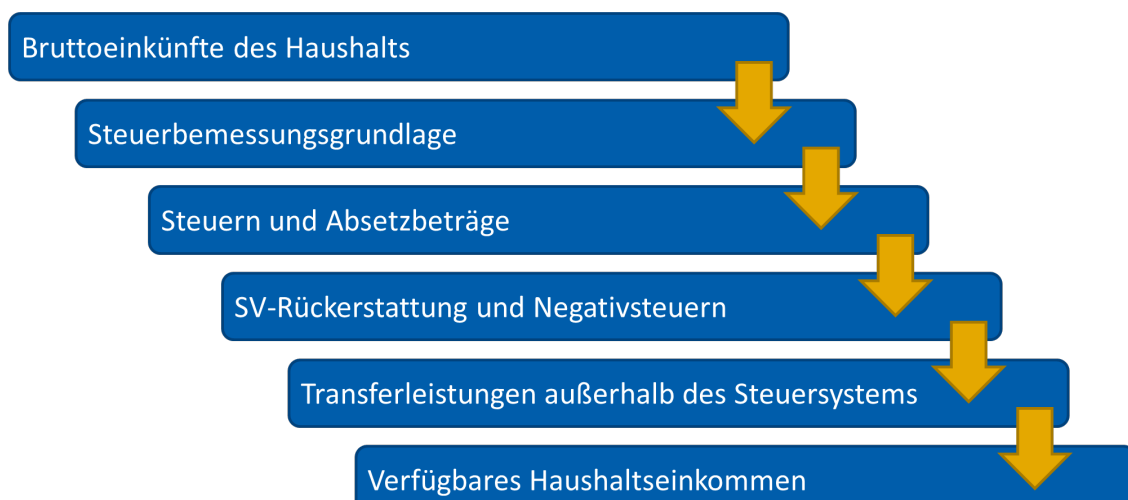 Bruttoeinkünfte des Haushalts
Steuerbemessungsgrundlage
Steuern und Absetzbeträge
SV-Rückerstattung und Negativsteuern
Transferleistungen außerhalb des Steuersystems
Verfügbares Haushaltseinkommen